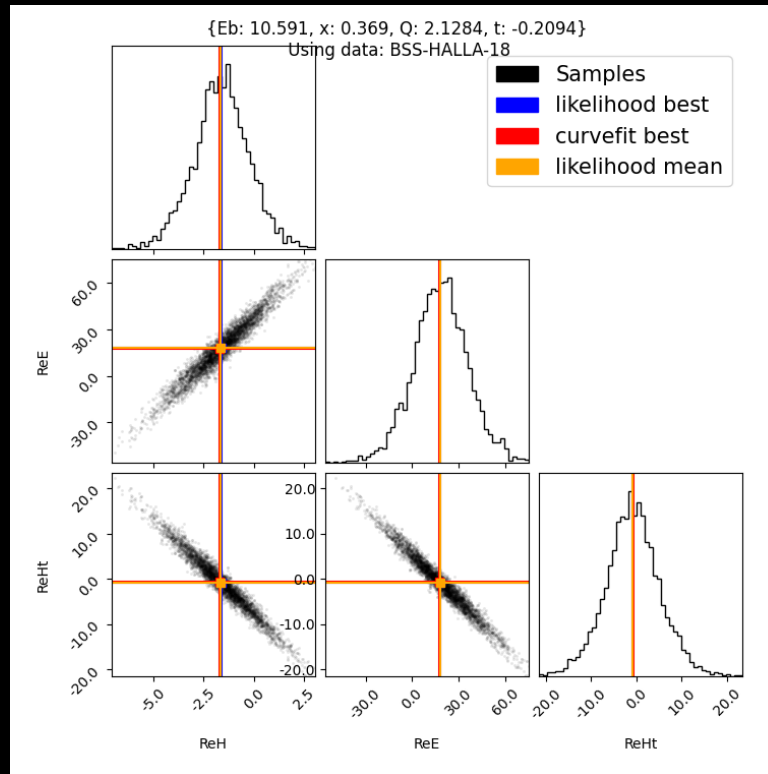 {Eb: 10.591, x: 0.369, Q: 2.1284, t: -0.2094}
Using data: BSS-HALLA-18
Samples
likelihood best
curvefit best
likelihood mean
60.0
30.0
0.0
-30.0
ReE
20.0
10.0
0.0
-10.0
-20.0
ReHt
20.0
10.0
0.0
-10.0
-20.0
-5.0 -2.5 0.0 2.5
ReH
-30.0 0.0 30.0 60.0
ReE
-20.0 -10.0 0.0 10.0 20.0
ReHt